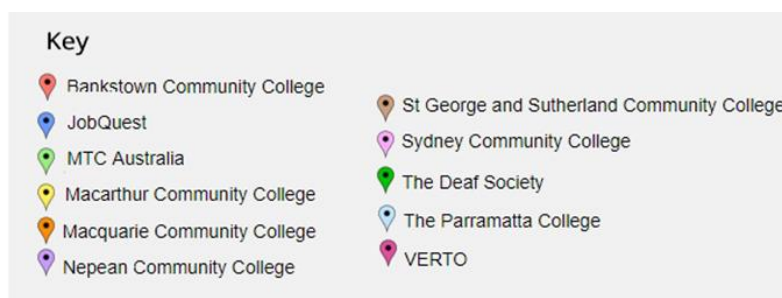 Key
Bankstown Community College
JobQuest
MTC Australia
Macarthur Community College
Macquarie Community College
Nepean Community College
St George and Sutherland Community College
Sydney Community College
The Deaf Society
The Parramatta College
VERTO